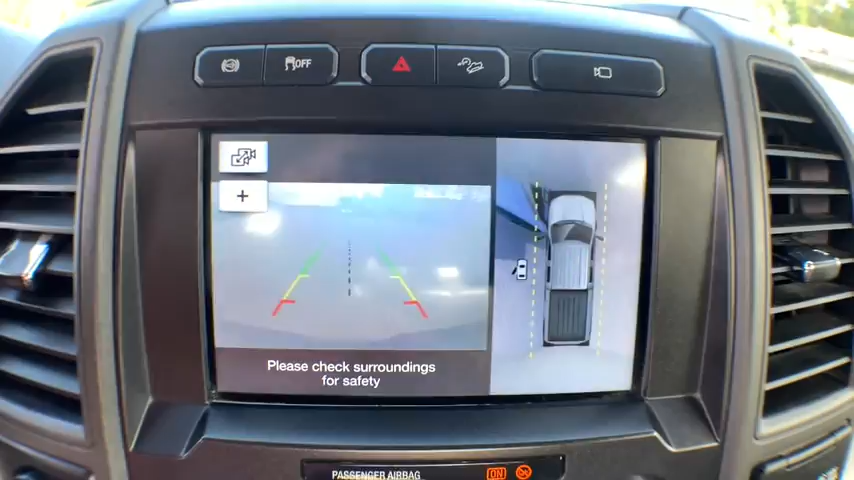 OFF
+
Please check surroundings
for safety
PASSENGER AIRBAG ON